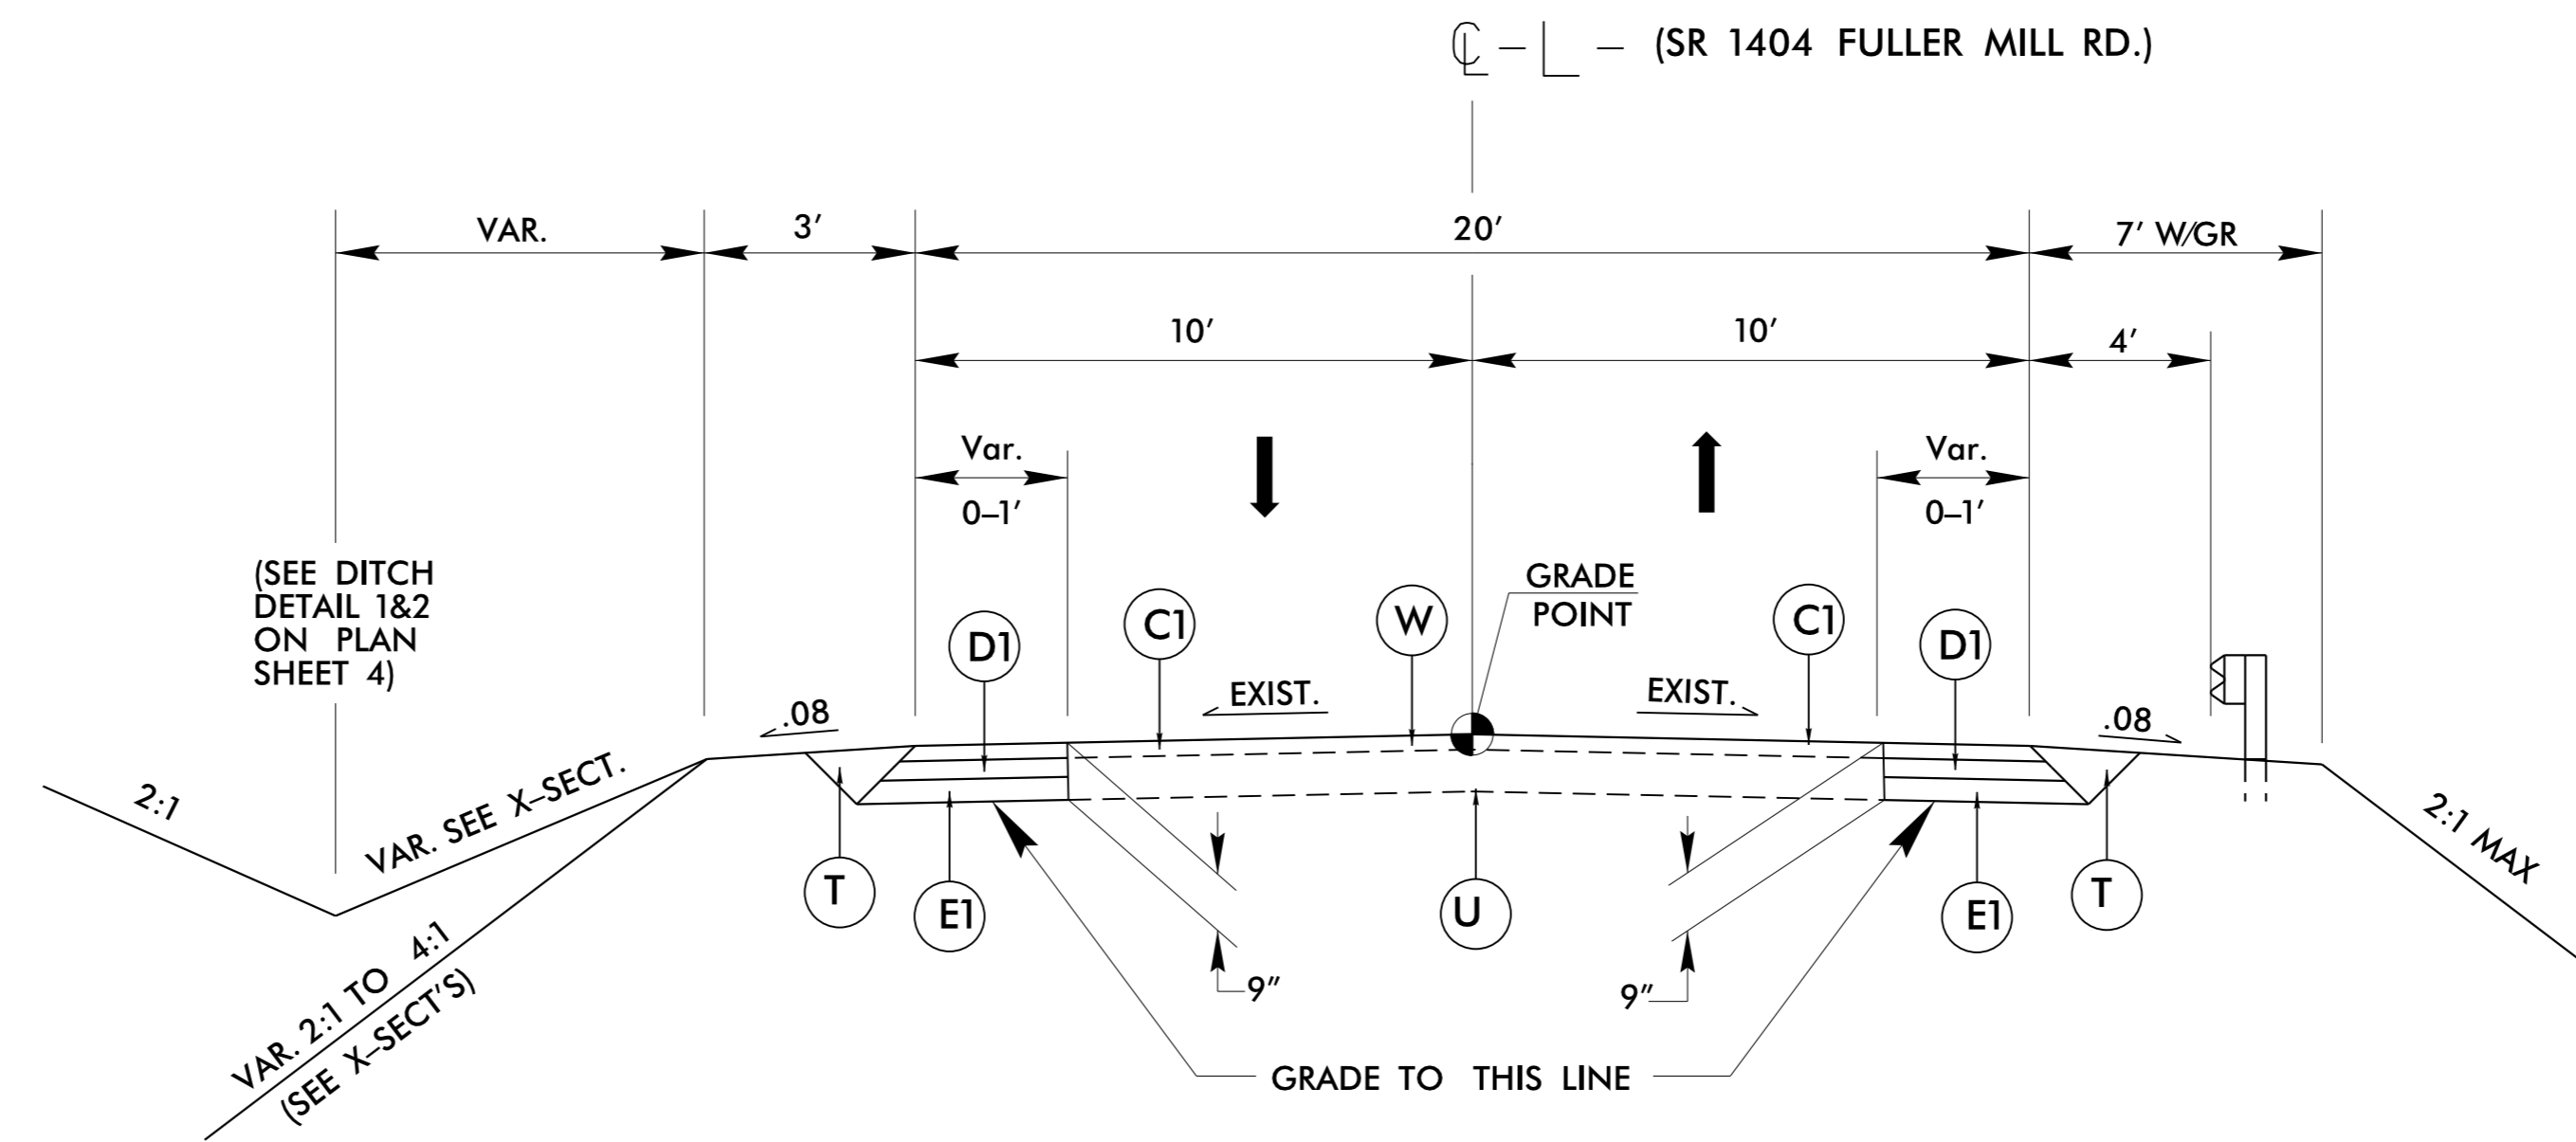 ℄ – L – (SR 1404 FULLER MILL RD.)
VAR.
3'
20'
7' W/GR
10'
10'
4'
Var.
0–1'
Var.
0–1'
(SEE DITCH
DETAIL 1&2
ON PLAN
SHEET 4)
GRADE
POINT
D1
C1
W
C1
D1
.08
EXIST.
EXIST.
.08
2:1
VAR. SEE X–SECT.
2:1 MAX
T
E1
U
E1
T
VAR. 2:1 TO 4:1
(SEE X–SECT'S)
9"
9"
GRADE TO THIS LINE